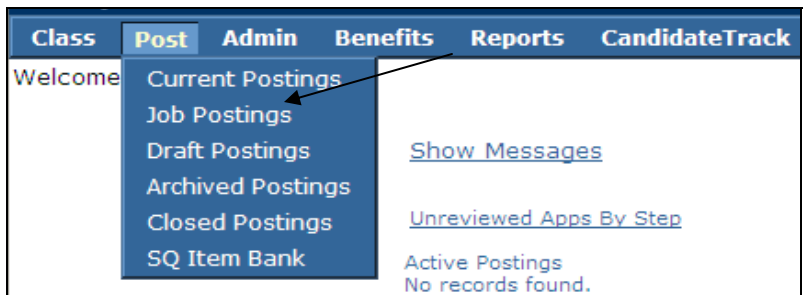 Class Post Admin Benefits Reports CandidateTrack
Welcome
Current Postings
Job Postings
Draft Postings
Archived Postings
Closed Postings
SQ Item Bank
Show Messages
Unreviewed Apps By Step
Active Postings
No records found.